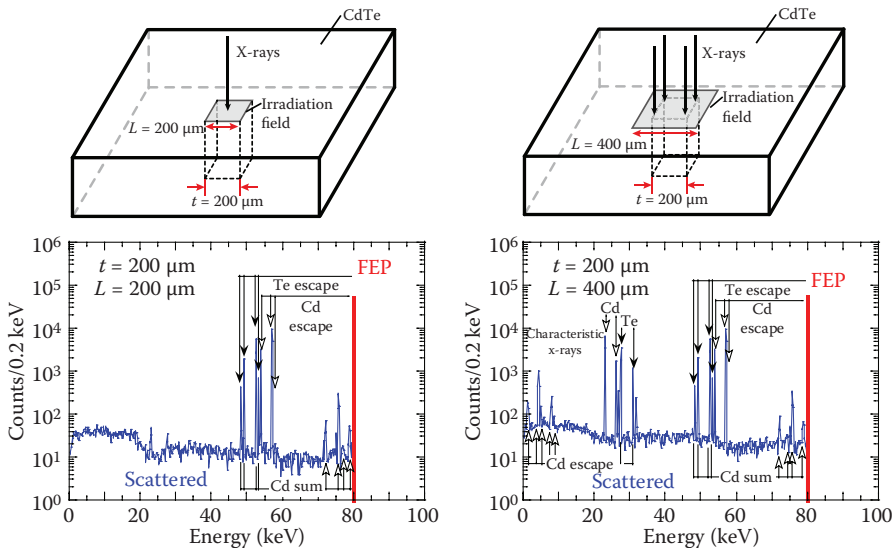 CdTe
X-rays
Irradiation
field
L = 200 μm
t = 200 μm
CdTe
X-rays
Irradiation
field
L = 400 μm
t = 200 μm
10⁶
10⁵
10⁴
10³
10²
10¹
10⁰
Counts/0.2 keV
t = 200 μm
L = 200 μm
FEP
Te escape
Cd
escape
Scattered
Cd sum
0 20 40 60 80 100
Energy (keV)
10⁶
10⁵
10⁴
10³
10²
10¹
10⁰
Counts/0.2 keV
t = 200 μm
L = 400 μm
FEP
Te escape
Cd
escape
Cd
Te
Characteristic
x-rays
Cd escape
Scattered
Cd sum
0 20 40 60 80 100
Energy (keV)